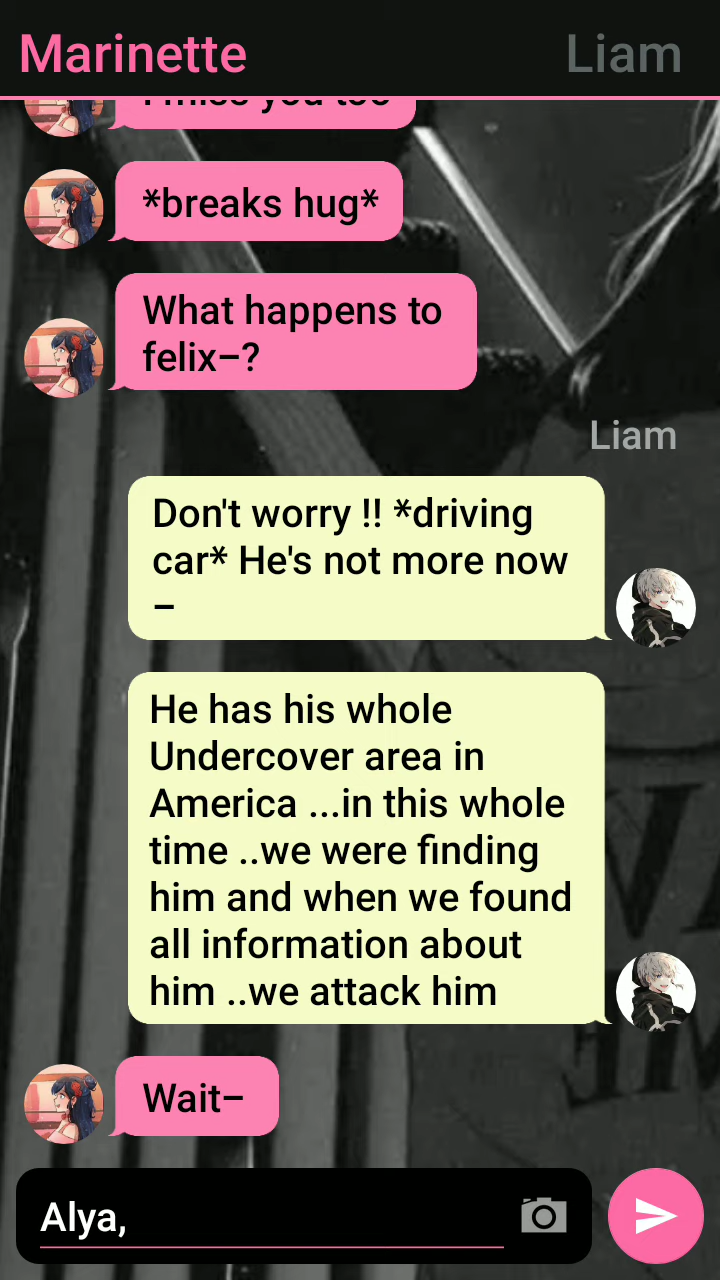 Marinette Liam
I miss you too
*breaks hug*
What happens to
felix–?
Liam
Don't worry !! *driving
car* He's not more now
–
He has his whole
Undercover area in
America ...in this whole
time ..we were finding
him and when we found
all information about
him ..we attack him
Wait–
Alya,